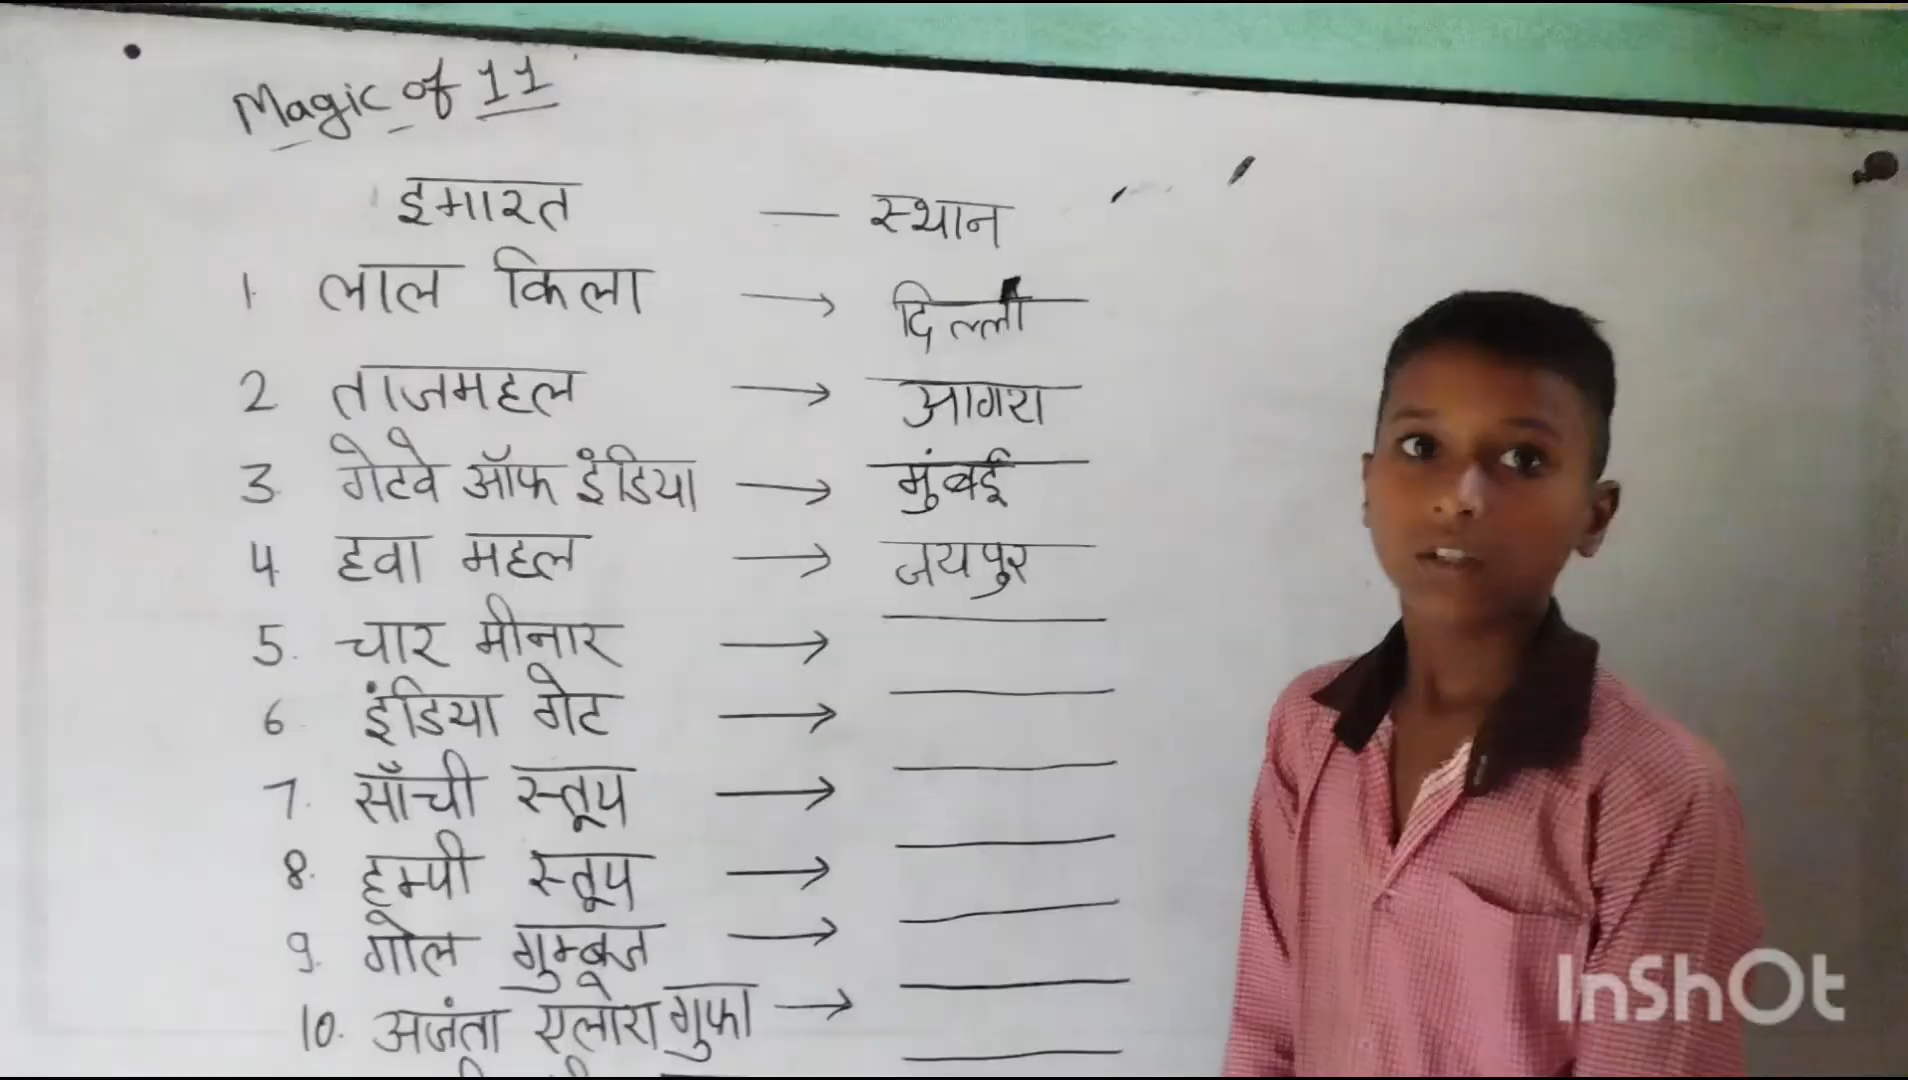 Magic of 11
इमारत — स्थान
1. लाल किला → दिल्ली
2. ताजमहल → आगरा
3. गेटवे ऑफ इंडिया → मुंबई
4. हवा महल → जयपुर
5. चार मीनार →
6. इंडिया गेट →
7. साँची स्तूप →
8. हम्पी स्तूप →
9. गोल गुम्बज →
10. अजंता एलोरा गुफा →
InShOt